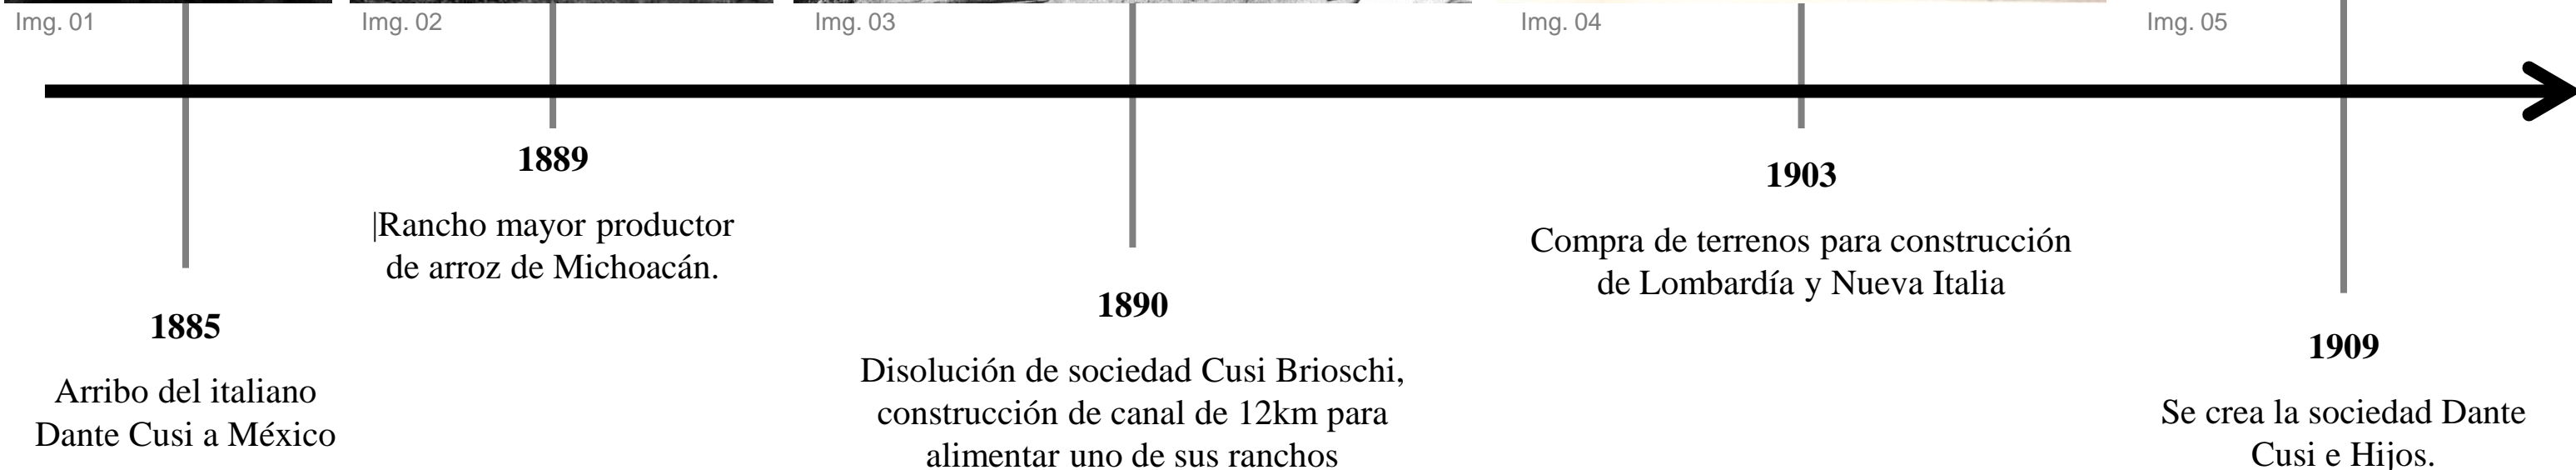 Img. 01
Img. 02
Img. 03
Img. 04
Img. 05
1885
Arribo del italiano
Dante Cusi a México
1889
|Rancho mayor productor
de arroz de Michoacán.
1890
Disolución de sociedad Cusi Brioschi,
construcción de canal de 12km para
alimentar uno de sus ranchos
1903
Compra de terrenos para construcción
de Lombardía y Nueva Italia
1909
Se crea la sociedad Dante
Cusi e Hijos.